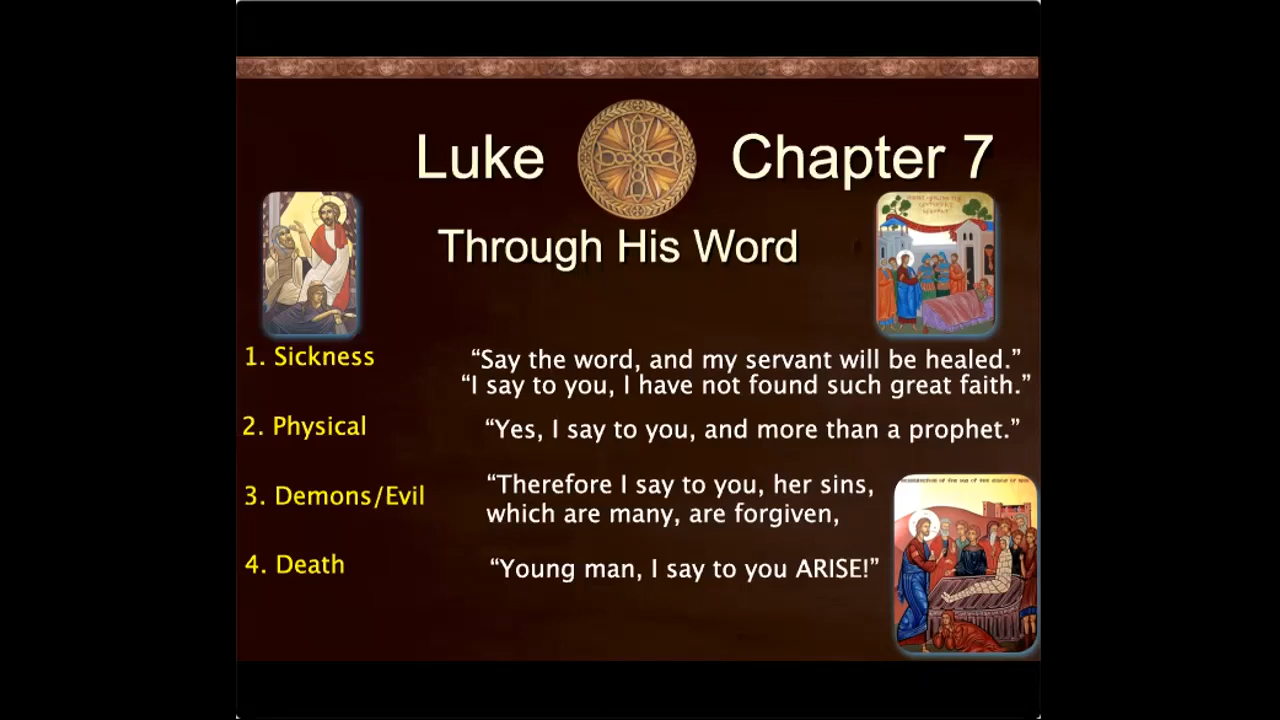 Luke Chapter 7
Through His Word
1. Sickness
“Say the word, and my servant will be healed.”
“I say to you, I have not found such great faith.”
2. Physical
“Yes, I say to you, and more than a prophet.”
3. Demons/Evil
“Therefore I say to you, her sins,
which are many, are forgiven,
4. Death
“Young man, I say to you ARISE!”